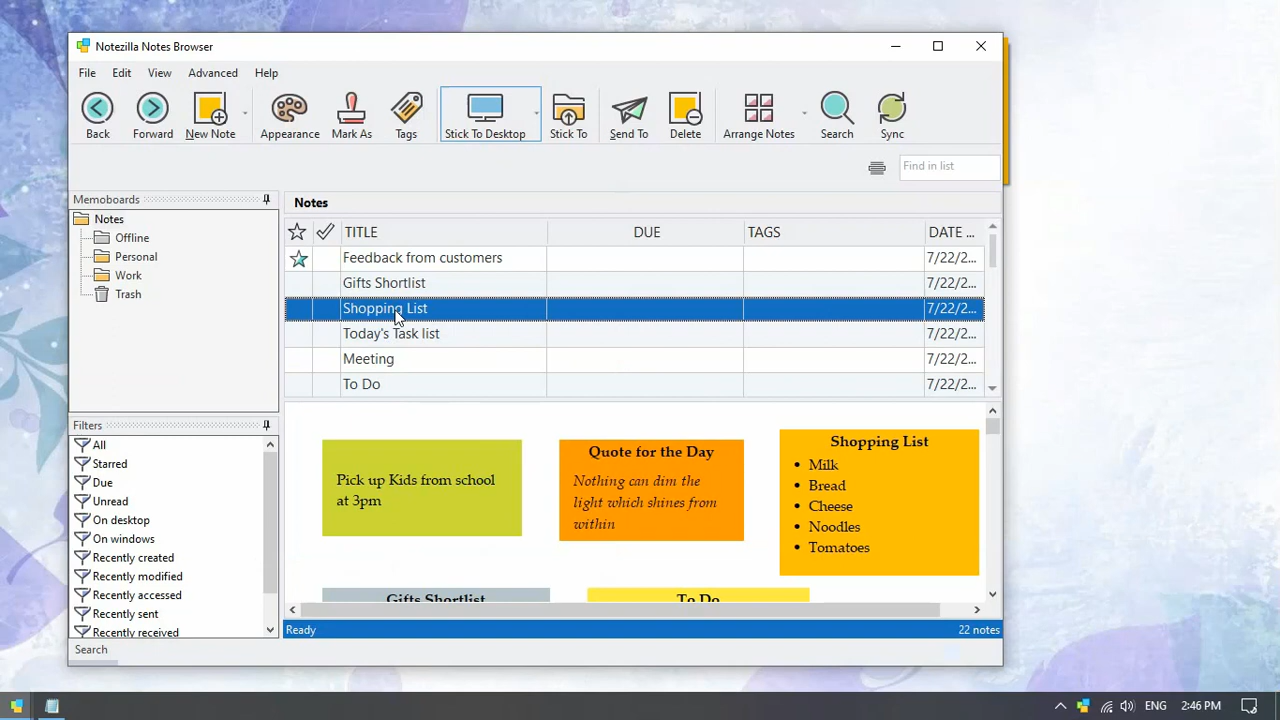 Notezilla Notes Browser
File Edit View Advanced Help
Back Forward New Note Appearance Mark As Tags Stick To Desktop Stick To Send To Delete Arrange Notes Search Sync
Find in list
Memoboards
Notes
Offline
Personal
Work
Trash
Filters
All
Starred
Due
Unread
On desktop
On windows
Recently created
Recently modified
Recently accessed
Recently sent
Recently received
Notes
TITLE DUE TAGS DATE ...
Feedback from customers 7/22/2...
Gifts Shortlist 7/22/2...
Shopping List 7/22/2...
Today's Task list 7/22/2...
Meeting 7/22/2...
To Do 7/22/2...
Pick up Kids from school
at 3pm
Quote for the Day
Nothing can dim the
light which shines from
within
Shopping List
• Milk
• Bread
• Cheese
• Noodles
• Tomatoes
Gifts Shortlist
To Do
Ready 22 notes
Search
ENG 2:46 PM